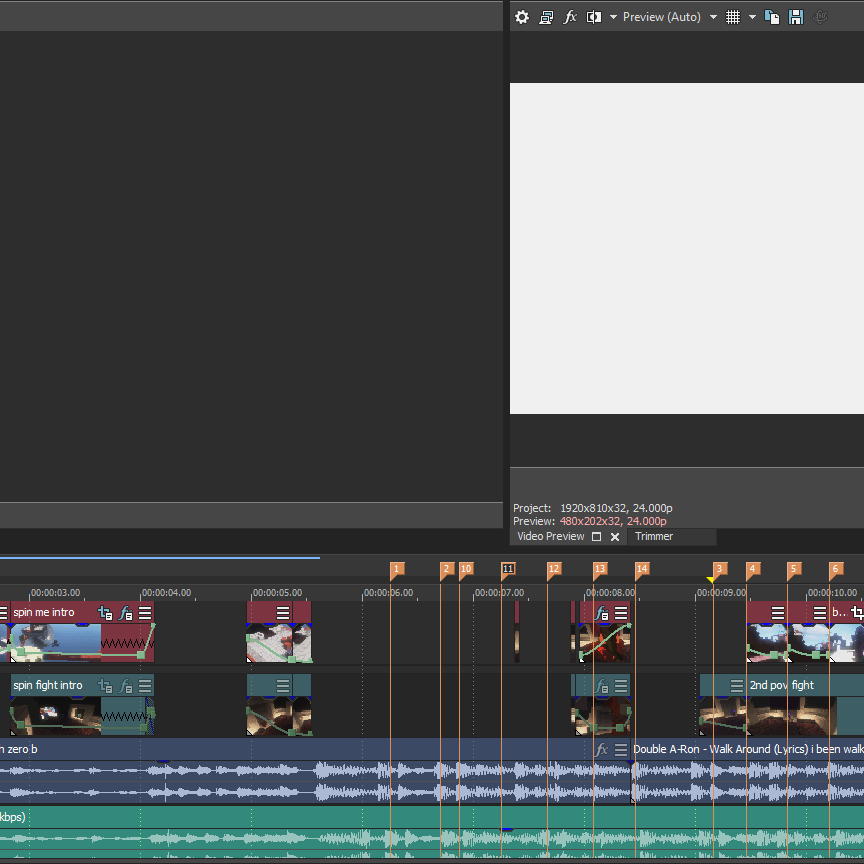 fx Preview (Auto)
Project: 1920x810x32, 24.000p
Preview: 480x202x32, 24.000p
Video Preview Trimmer
1 2 10 11 12 13 14 3 4 5 6
00:00:03.00 00:00:04.00 00:00:05.00 00:00:06.00 00:00:07.00 00:00:08.00 00:00:09.00 00:00:10.00
spin me intro b..
spin fight intro 2nd pov fight
h zero b fx Double A-Ron - Walk Around (Lyrics) i been walk
kbps)